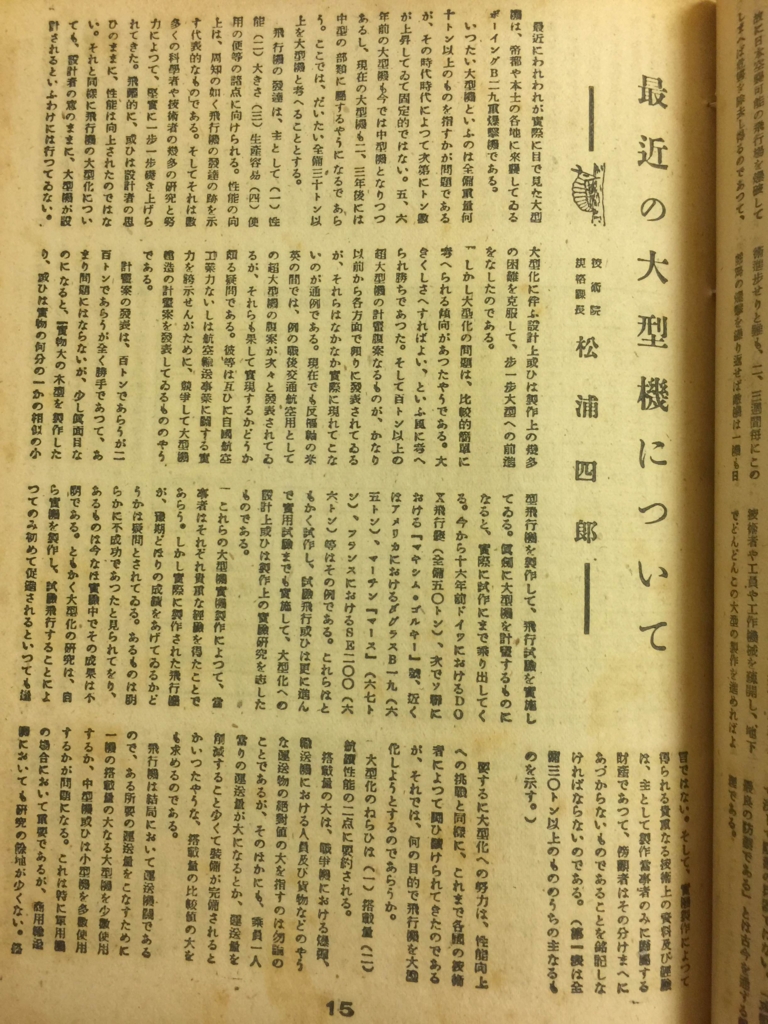 最近の大型機について
技術院
規格課長
松浦四郎
最近にわれわれが實際に目で見た大型
機は、帝都や本土の各地に來襲してゐる
ボーイングB二九重爆撃機である。
いつたい大型機といふのは全備重量何
十トン以上のものを指すかが問題である
が、その時代時代によつて次第にトン數
が上昇してゐて固定的ではない。五、六
年前の大型機も今では中型機となりつつ
あるし、現在の大型機も二、三年後には
中型の部類に屬するやうになるであら
う。ここでは、だいたい全備三十トン以
上を大型機と考へることとする。
飛行機の發達は、主として（一）性
能（二）大きさ（三）生産容易（四）使
用の便等の諸点に向けられる。性能の向
上は、周知の如く飛行機の發達の跡を示
す代表的なものである。そしてそれは數
多くの科學者や技術者の幾多の研究と努
力によつて、堅實に一歩一歩築き上げら
れてきた。飛躍的に、或ひは設計者の思
ひのままに、性能は向上されたのではな
い。それと同樣に飛行機の大型化につい
ても、設計者の意のままに、大型機が設
計されるといふわけには行つてゐない。
大型化に伴ふ設計上或ひは製作上の幾多
の困難を克服して、歩一歩大型への前進
をなしたのである。
しかし大型化の問題は、比較的簡單に
考へられる傾向があつたやうである。大
きくしさへすればよい、といふ風に考へ
られ勝ちであつた。そして百トン以上の
超大型機の計畫腹案なるものが、かなり
以前から各方面で頻りに發表されてゐる
が、それらはなかなか實際に現れてこな
いのが通例である。現在でも反樞軸の米
英の間では、例の戰後交通航空用として
の超大型機の腹案が次々と發表されてゐ
るが、それらも果して實現するかどうか
頗る疑問である。彼等は互ひに自國航空
工業力ないしは航空輸送事業に關する實
力を誇示せんがために、競爭して大型機
建造の計畫案を發表してゐるもののやう
である。
計畫案の發表は、百トンであらうが二
百トンであらうが全く勝手であつて、あ
まり問題にはならないが、少し眞面目な
のになると、實物大の木型を製作した
り、或ひは實物の何分の一かの相似の小
型飛行機を製作して、飛行試驗を實施し
てゐる。眞劍に大型機を計畫するものに
なると、實際に試作にまで乘り出してく
る。今から十六年前ドイツにおけるDO
X飛行艇（全備五〇トン）、次でソ聯に
おける『マキシム・ゴルキー』號、近く
はアメリカにおけるダグラスB一九（六
五トン）、マーチン『マース』（六七ト
ン）、フランスにおけるSE二〇〇（六
六トン）等はその例である。これらはと
もかく試作し、試驗飛行或ひは更に進ん
で實用試驗までも實施して、大型化への
設計上或ひは製作上の實驗研究を志した
ものである。
これらの大型機實機製作によつて、當
事者はそれぞれ貴重な經驗を得たことで
あらう。しかし實際に製作された飛行機
が、豫期どほりの成績をあげてゐるかど
うかは疑問とされてゐる。あるものは明
らかに不成功であつたと見られてをり、
あるものは今なほ實驗中でその成果は不
明である。ともかく大型化の研究は、自
ら實機を製作し、試驗飛行することによ
つてのみ初めて促進されるといつても過
言ではない。そして、實機製作によつて
得られる貴重なる技術上の資料及び經驗
は、主として製作當事者のみに歸屬する
財産であつて、傍觀者はその分けまへに
あづからないものであることを銘記しな
ければならないのである。（第一表は全
備三〇トン以上のもののうちの主なるも
のを示す。）
要するに大型化への努力は、性能向上
への挑戰と同樣に、これまで各國の技術
者によつて鬪ひ續けられてきたのである
が、それでは、何の目的で飛行機を大型
化しようとするのであらうか。
大型化のねらひは（一）搭載量（二）
航續性能の二点に要約される。
搭載量の大は、戰爭機における爆彈、
輸送機における人員及び貨物などのやう
な運送物の絶對値の大を指すのは勿論の
ことであるが、そのほかにも、乘員一人
當りの運送量が大になるとか、運送量を
削減すること少くて裝備が完備されると
かいつたやうな、搭載量の比較値の大を
も求めるのである。
飛行機は結局において運送機關である
ので、ある所要の運送量をこなすために
一機の搭載量の大なる大型機を少數使用
するか、中型機或ひは小型機を多數使用
するかが問題になる。これは特に軍用機
の場合において重要であるが、商用輸送
機においても研究の餘地が少くない。
15